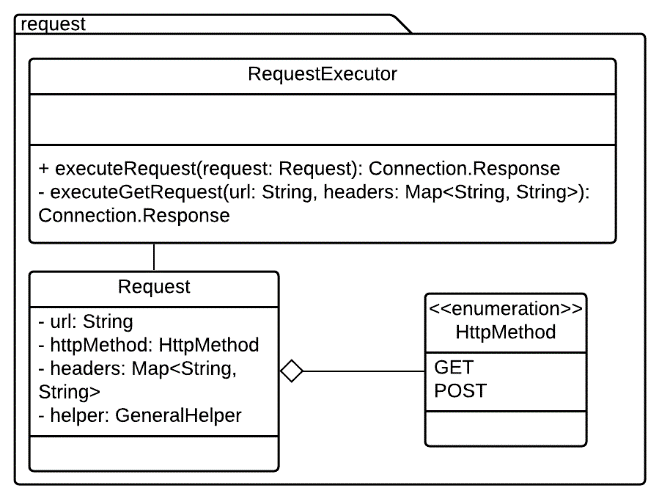 request
RequestExecutor
+ executeRequest(request: Request): Connection.Response
- executeGetRequest(url: String, headers: Map<String, String>):
Connection.Response
Request
- url: String
- httpMethod: HttpMethod
- headers: Map<String,
String>
- helper: GeneralHelper
<<enumeration>>
HttpMethod
GET
POST